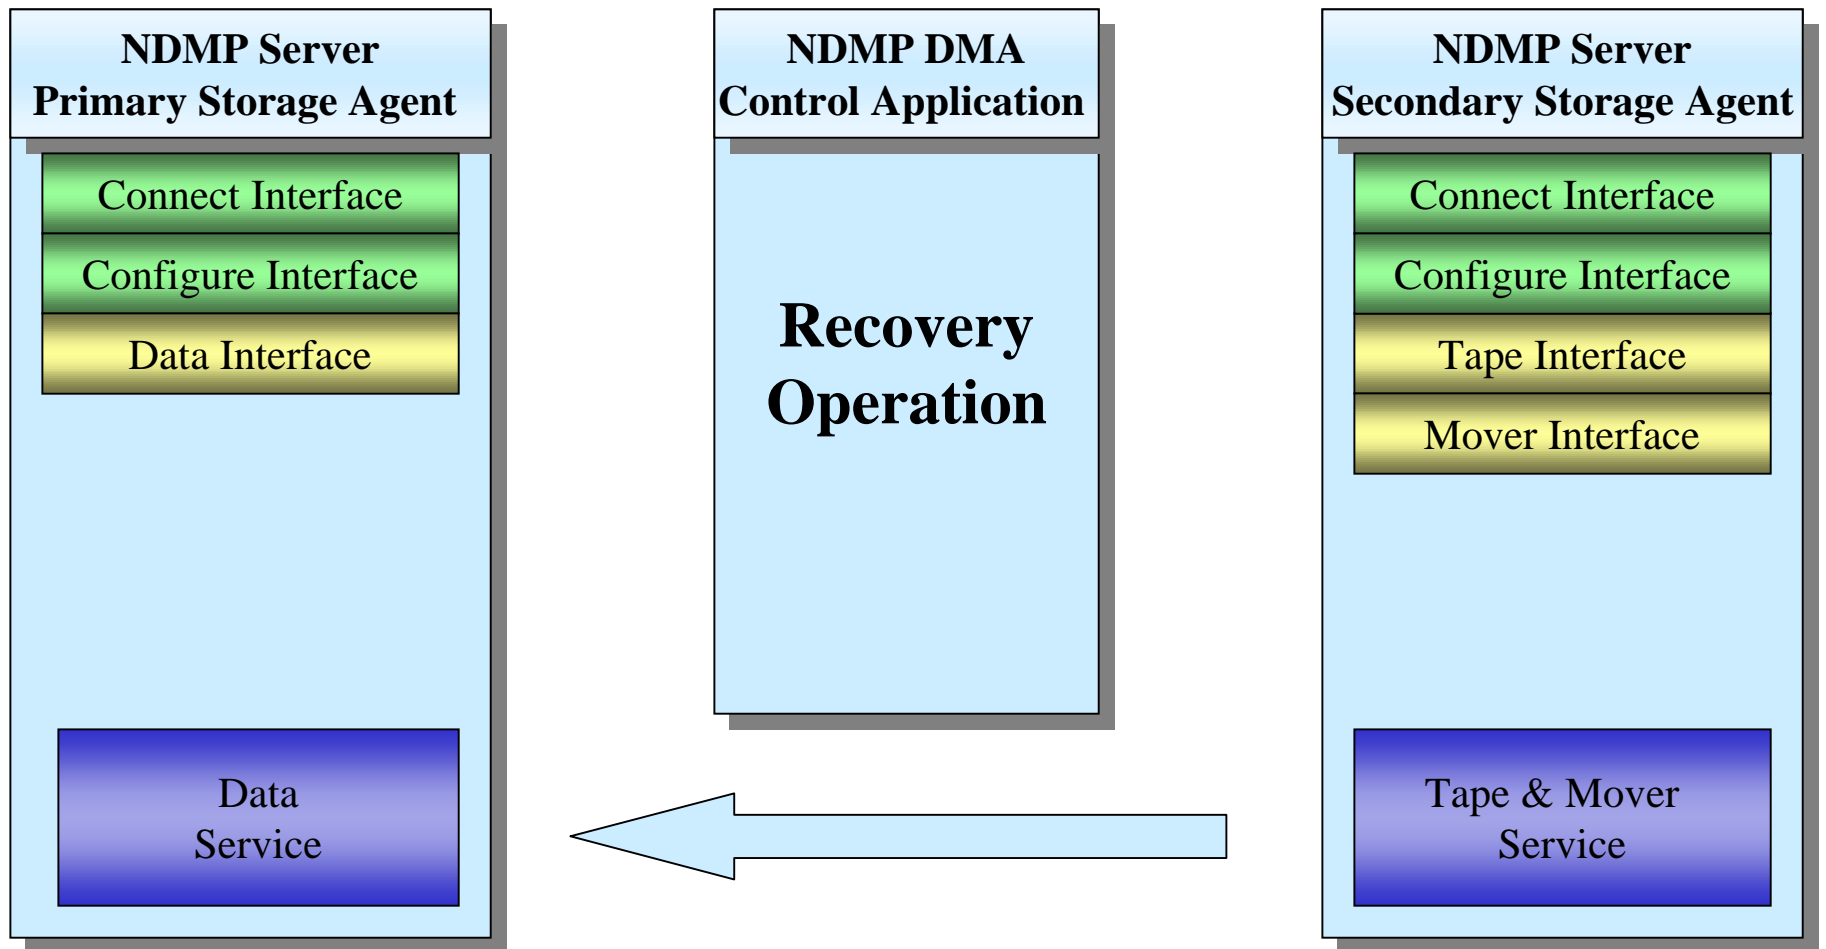 NDMP Server
Primary Storage Agent
Connect Interface
Configure Interface
Data Interface
Data
Service
NDMP DMA
Control Application
Recovery
Operation
NDMP Server
Secondary Storage Agent
Connect Interface
Configure Interface
Tape Interface
Mover Interface
Tape & Mover
Service